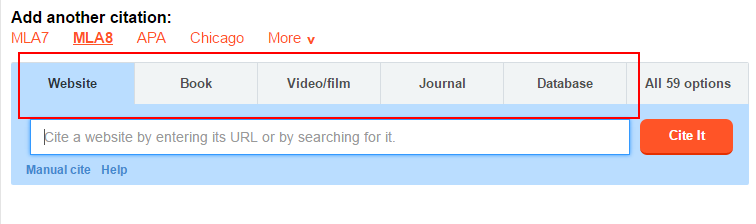 Add another citation:
MLA7 MLA8 APA Chicago More v
Website Book Video/film Journal Database All 59 options
Cite a website by entering its URL or by searching for it. Cite It
Manual cite Help